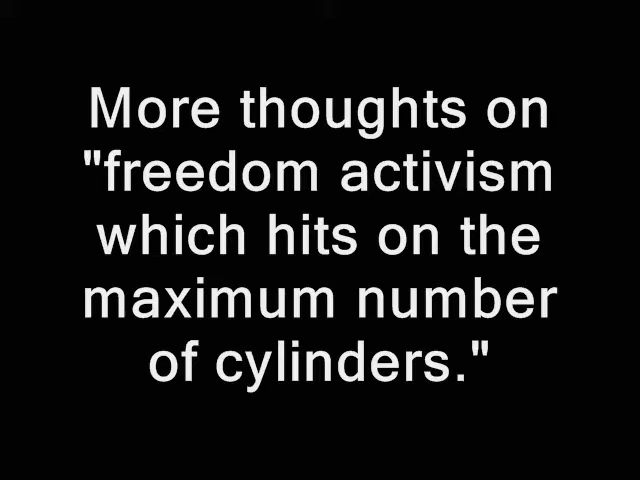 More thoughts on
"freedom activism
which hits on the
maximum number
of cylinders."